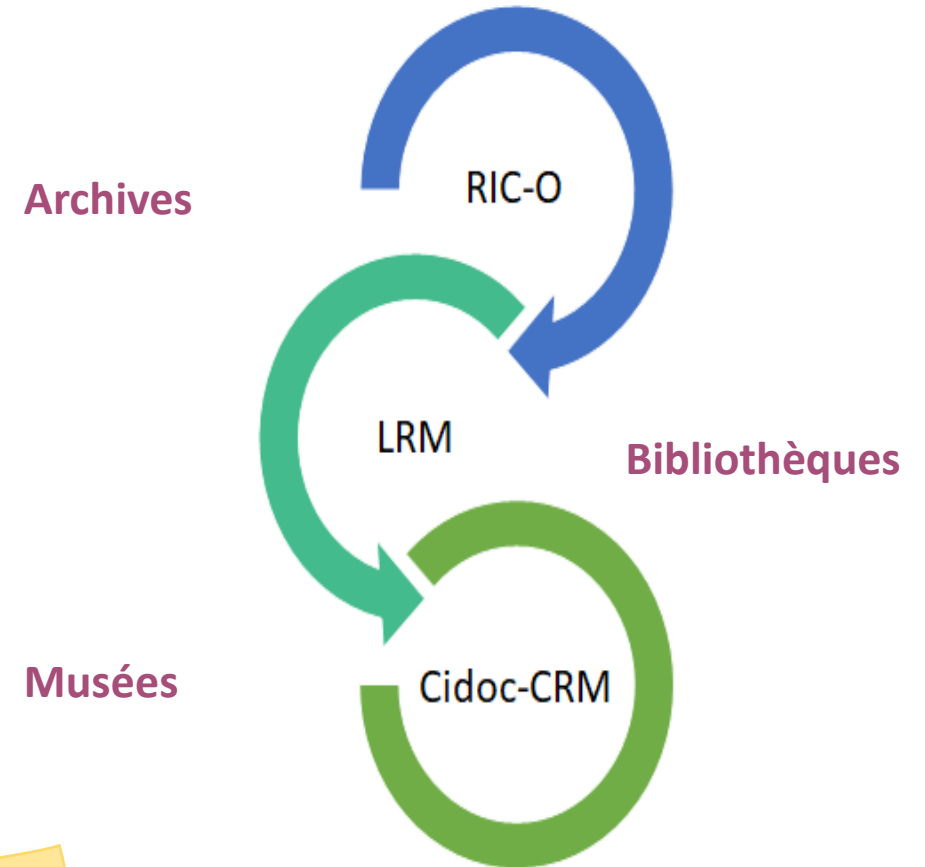 RIC-O
Archives
LRM
Bibliothèques
Musées
Cidoc-CRM